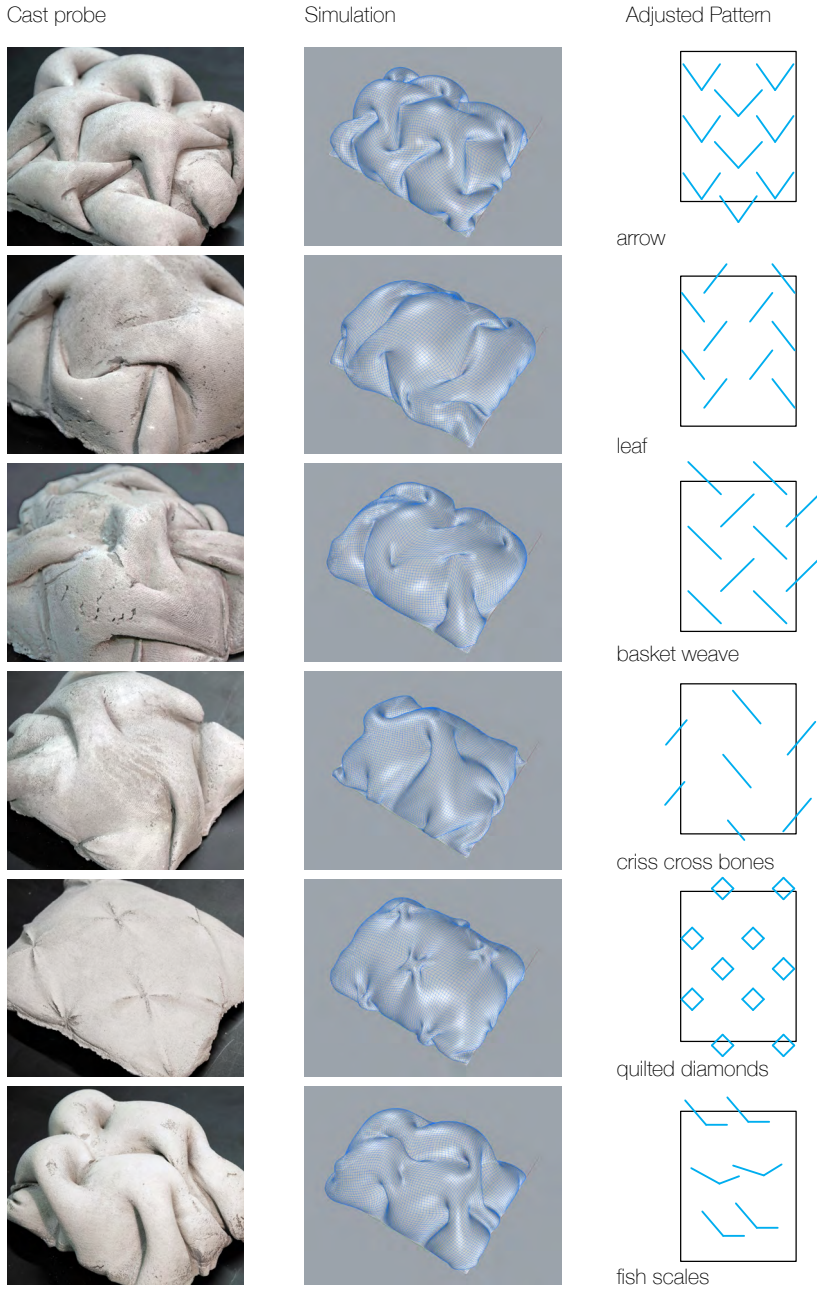 Cast probe
Simulation
Adjusted Pattern
arrow
leaf
basket weave
criss cross bones
quilted diamonds
fish scales